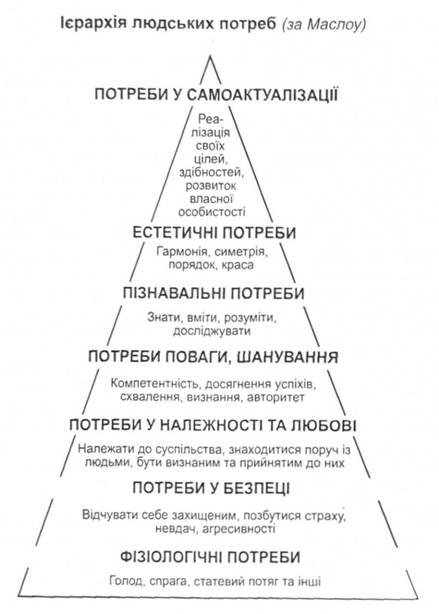 Ієрархія людських потреб (за Маслоу)
ПОТРЕБИ У САМОАКТУАЛІЗАЦІЇ
Реа-
лізація
своїх
цілей,
здібностей,
розвиток
власної
особистості
ЕСТЕТИЧНІ ПОТРЕБИ
Гармонія, симетрія,
порядок, краса
ПІЗНАВАЛЬНІ ПОТРЕБИ
Знати, вміти, розуміти,
досліджувати
ПОТРЕБИ ПОВАГИ, ШАНУВАННЯ
Компетентність, досягнення успіхів,
схвалення, визнання, авторитет
ПОТРЕБИ У НАЛЕЖНОСТІ ТА ЛЮБОВІ
Належати до суспільства, знаходитися поруч із
людьми, бути визнаним та прийнятим до них
ПОТРЕБИ У БЕЗПЕЦІ
Відчувати себе захищеним, позбутися страху,
невдач, агресивності
ФІЗІОЛОГІЧНІ ПОТРЕБИ
Голод, спрага, статевий потяг та інші